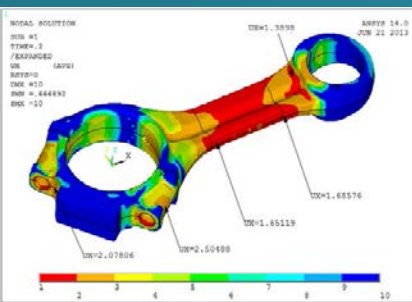 NODAL SOLUTION
SUB =1
TIME=.2
/EXPANDED
UX (AVG)
RSYS=0
DMX =10
SMN =.666692
SMX =10
ANSYS 14.0
JUN 21 2013
UX=1.3898
UX=1.68576
UX=1.65119
UX=2.50488
UX=2.07806
1 2 3 4 5 6 7 8 9 10